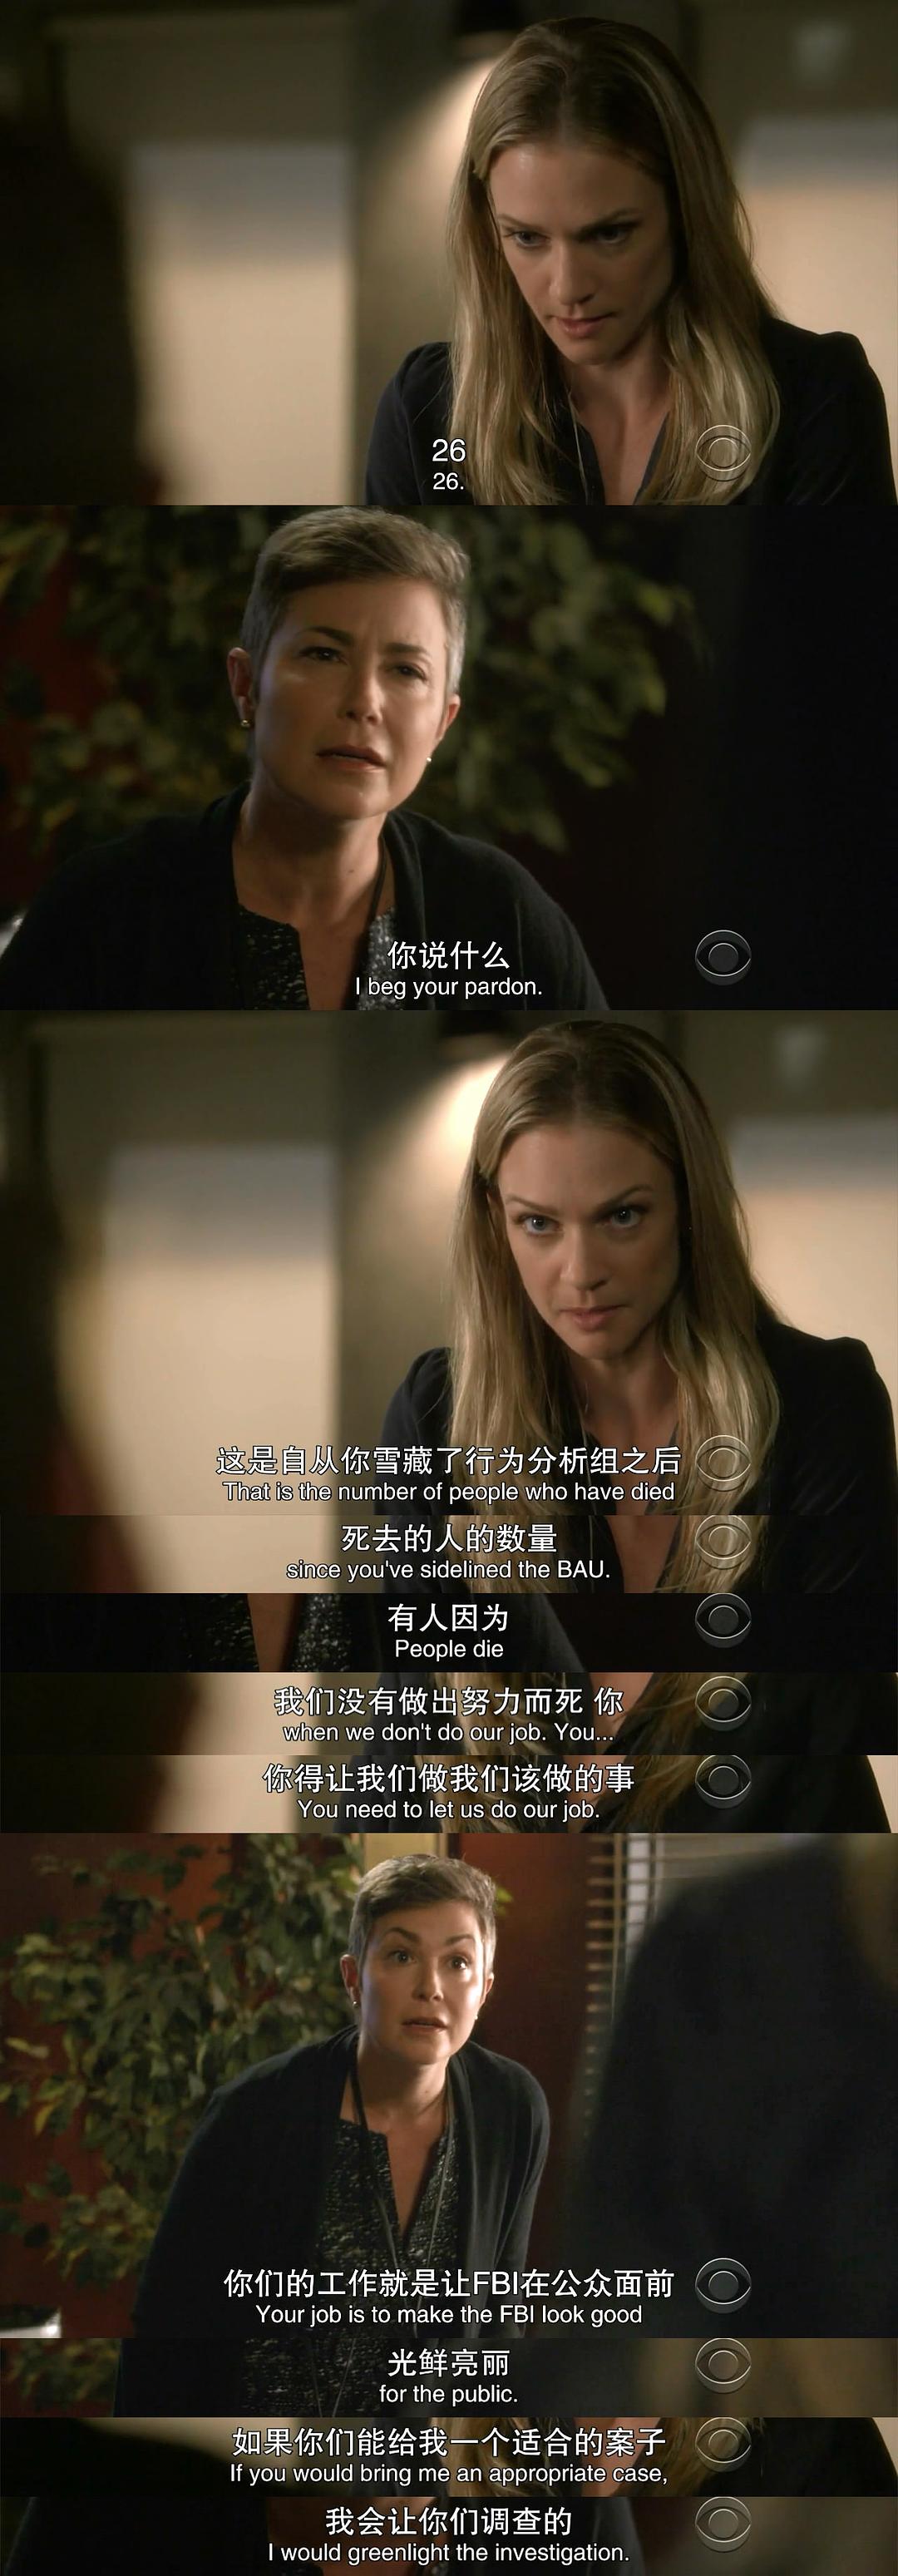 26
26.
你说什么
I beg your pardon.
这是自从你雪藏了行为分析组之后
That is the number of people who have died
死去的人的数量
since you've sidelined the BAU.
有人因为
People die
我们没有做出努力而死 你
when we don't do our job. You...
你得让我们做我们该做的事
You need to let us do our job.
你们的工作就是让FBI在公众面前
Your job is to make the FBI look good
光鲜亮丽
for the public.
如果你们能给我一个适合的案子
If you would bring me an appropriate case,
我会让你们调查的
I would greenlight the investigation.